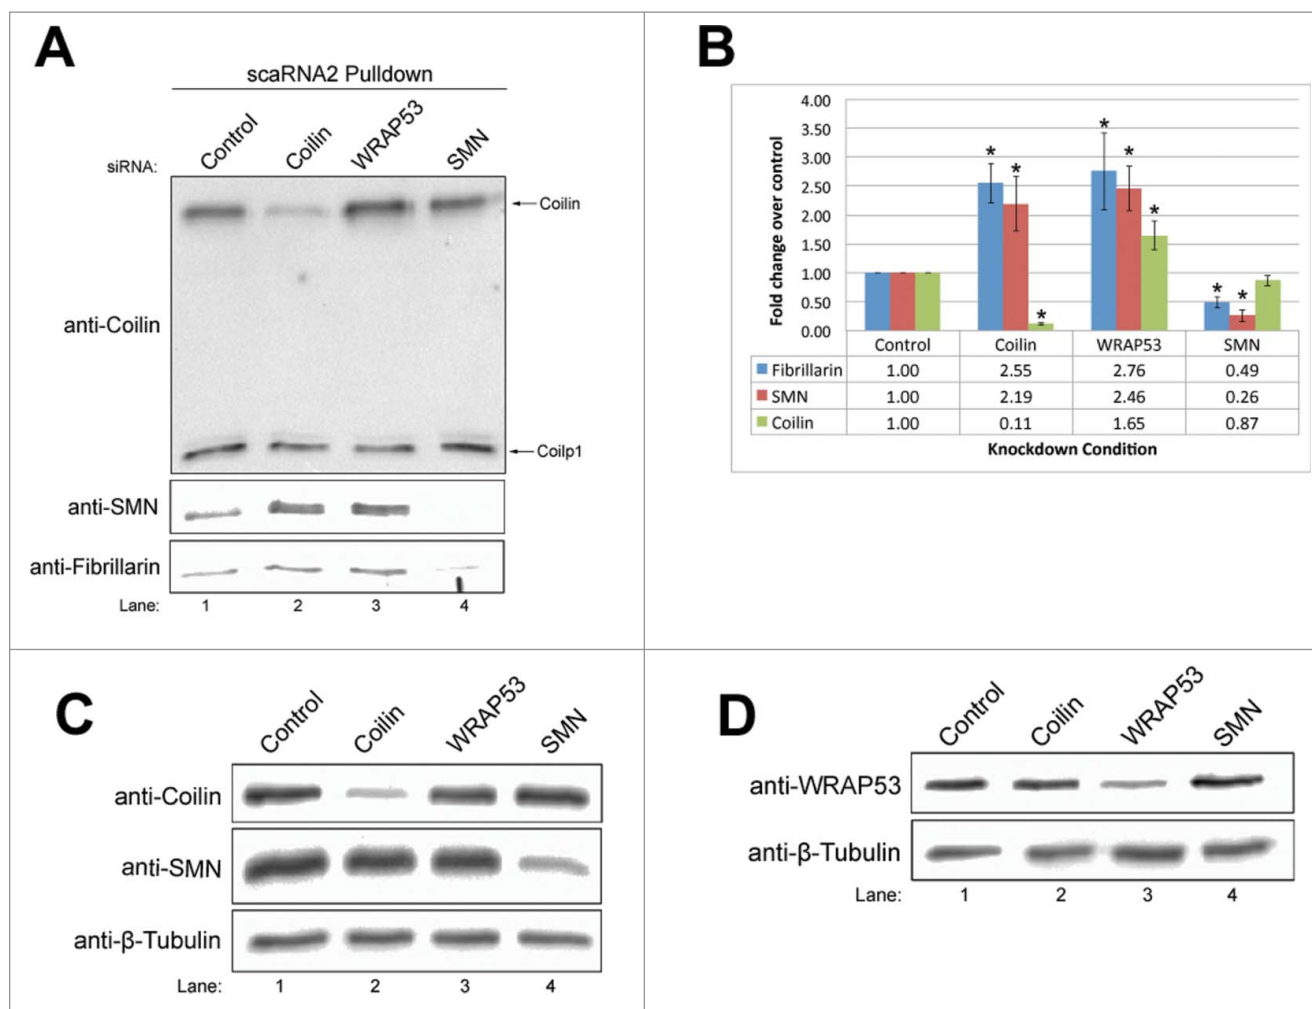 A
scaRNA2 Pulldown
siRNA: Control Coilin WRAP53 SMN
Coilin
anti-Coilin
Coilp1
anti-SMN
anti-Fibrillarin
Lane: 1 2 3 4
B
Fold change over control
4.00
3.50
3.00
2.50
2.00
1.50
1.00
0.50
0.00
* * * * * * * *
Control Coilin WRAP53 SMN
Fibrillarin 1.00 2.55 2.76 0.49
SMN 1.00 2.19 2.46 0.26
Coilin 1.00 0.11 1.65 0.87
Knockdown Condition
C
Control Coilin WRAP53 SMN
anti-Coilin
anti-SMN
anti-β-Tubulin
Lane: 1 2 3 4
D
Control Coilin WRAP53 SMN
anti-WRAP53
anti-β-Tubulin
Lane: 1 2 3 4